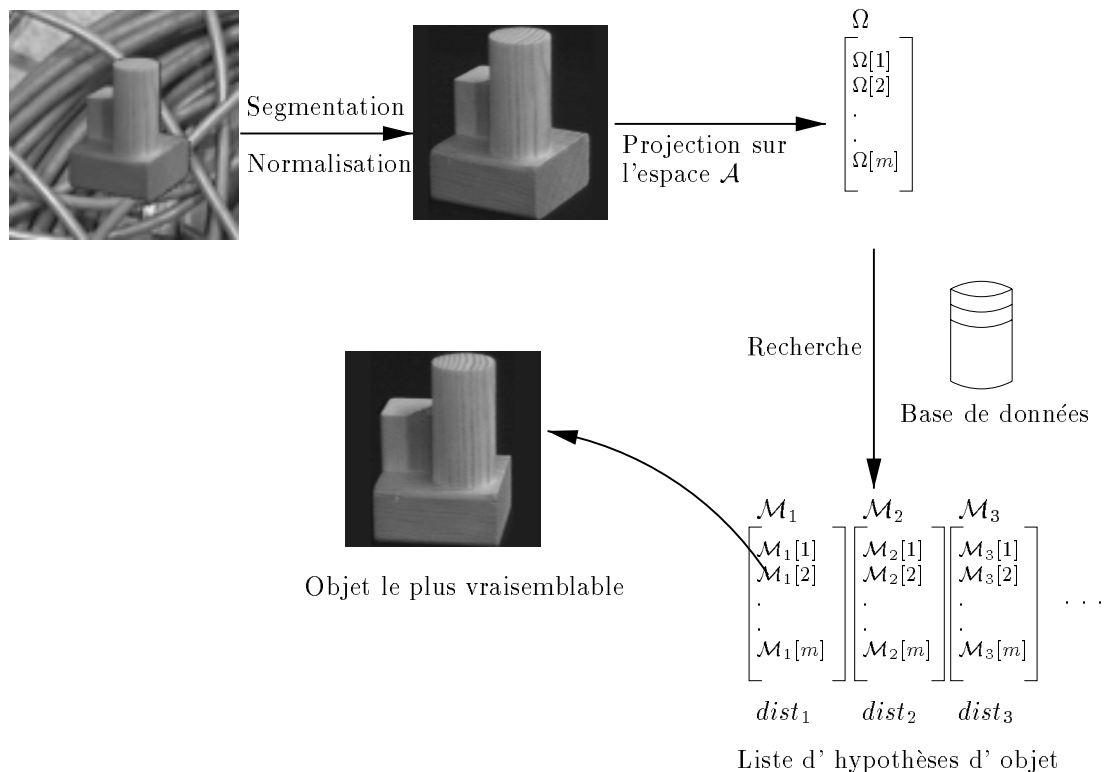 Segmentation
Normalisation
Projection sur
l'espace 𝒜
Ω
Ω[1]
Ω[2]
.
.
Ω[m]
Recherche
Base de données
Objet le plus vraisemblable
ℳ₁ ℳ₂ ℳ₃
ℳ₁[1] ℳ₂[1] ℳ₃[1]
ℳ₁[2] ℳ₂[2] ℳ₃[2]
. . . . . .
. . .
ℳ₁[m] ℳ₂[m] ℳ₃[m]
dist₁ dist₂ dist₃
Liste d' hypothèses d' objet